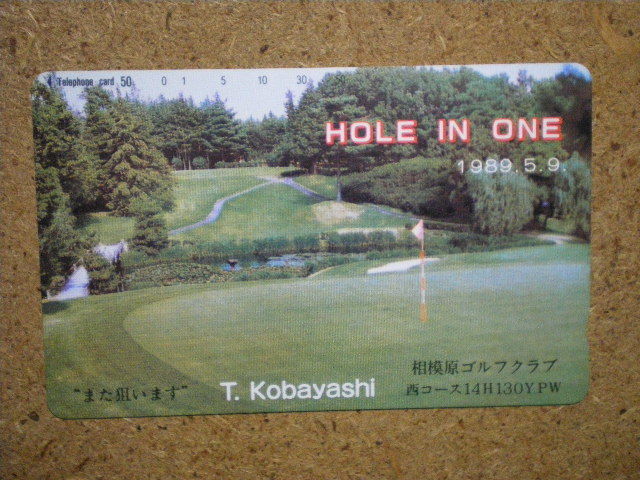 Telephone card 50 0 1 5 10 30 50
HOLE IN ONE
1989.5.9.
相模原ゴルフクラブ
"また狙います" T. Kobayashi 西コース14H130Y.PW